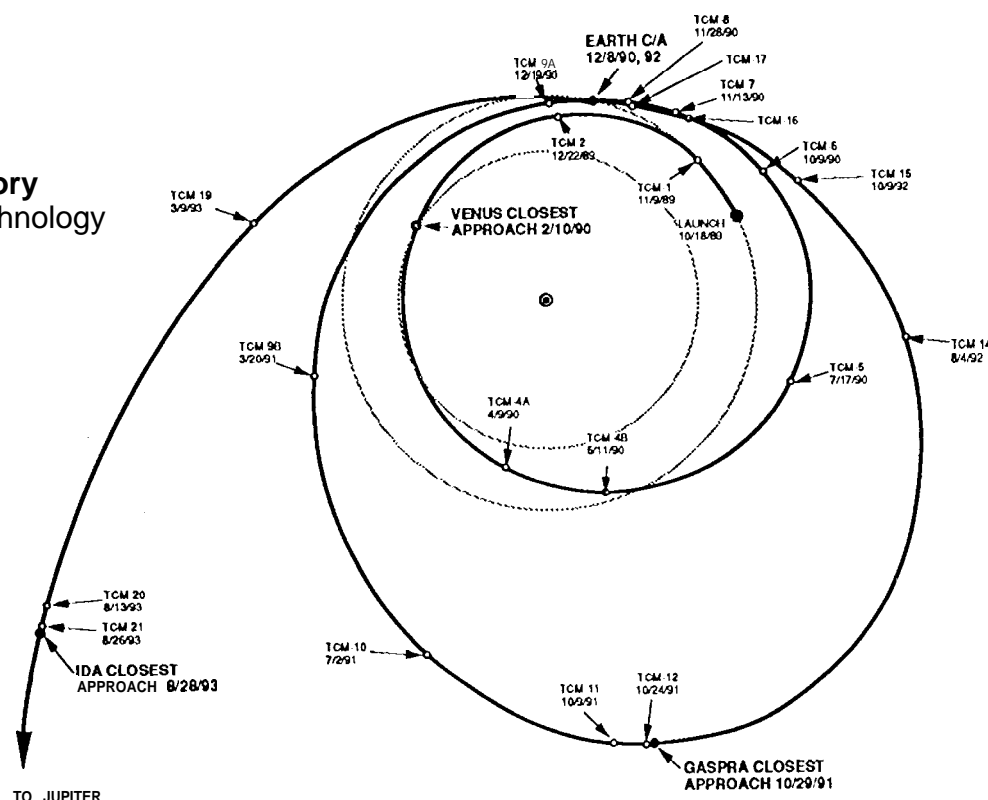 TCM 8
11/28/90
EARTH C/A
12/8/90, 92
TCM 9A
12/19/90
TCM-17
TCM 7
11/13/90
TCM-16
TCM 2
12/22/89
TCM 6
10/9/90
TCM 15
10/9/92
ory
hnology
TCM 19
3/9/93
TCM-1
11/9/89
VENUS CLOSEST
APPROACH 2/10/90
LAUNCH
10/18/89
TCM 9B
3/20/91
TCM 14
8/4/92
TCM-5
7/17/90
TCM-4A
4/9/90
TCM 4B
5/11/90
TCM 20
8/13/93
TCM 21
8/26/93
IDA CLOSEST
APPROACH 8/28/93
TCM-10
7/2/91
TCM 11
10/9/91
TCM-12
10/24/91
GASPRA CLOSEST
APPROACH 10/29/91
TO JUPITER